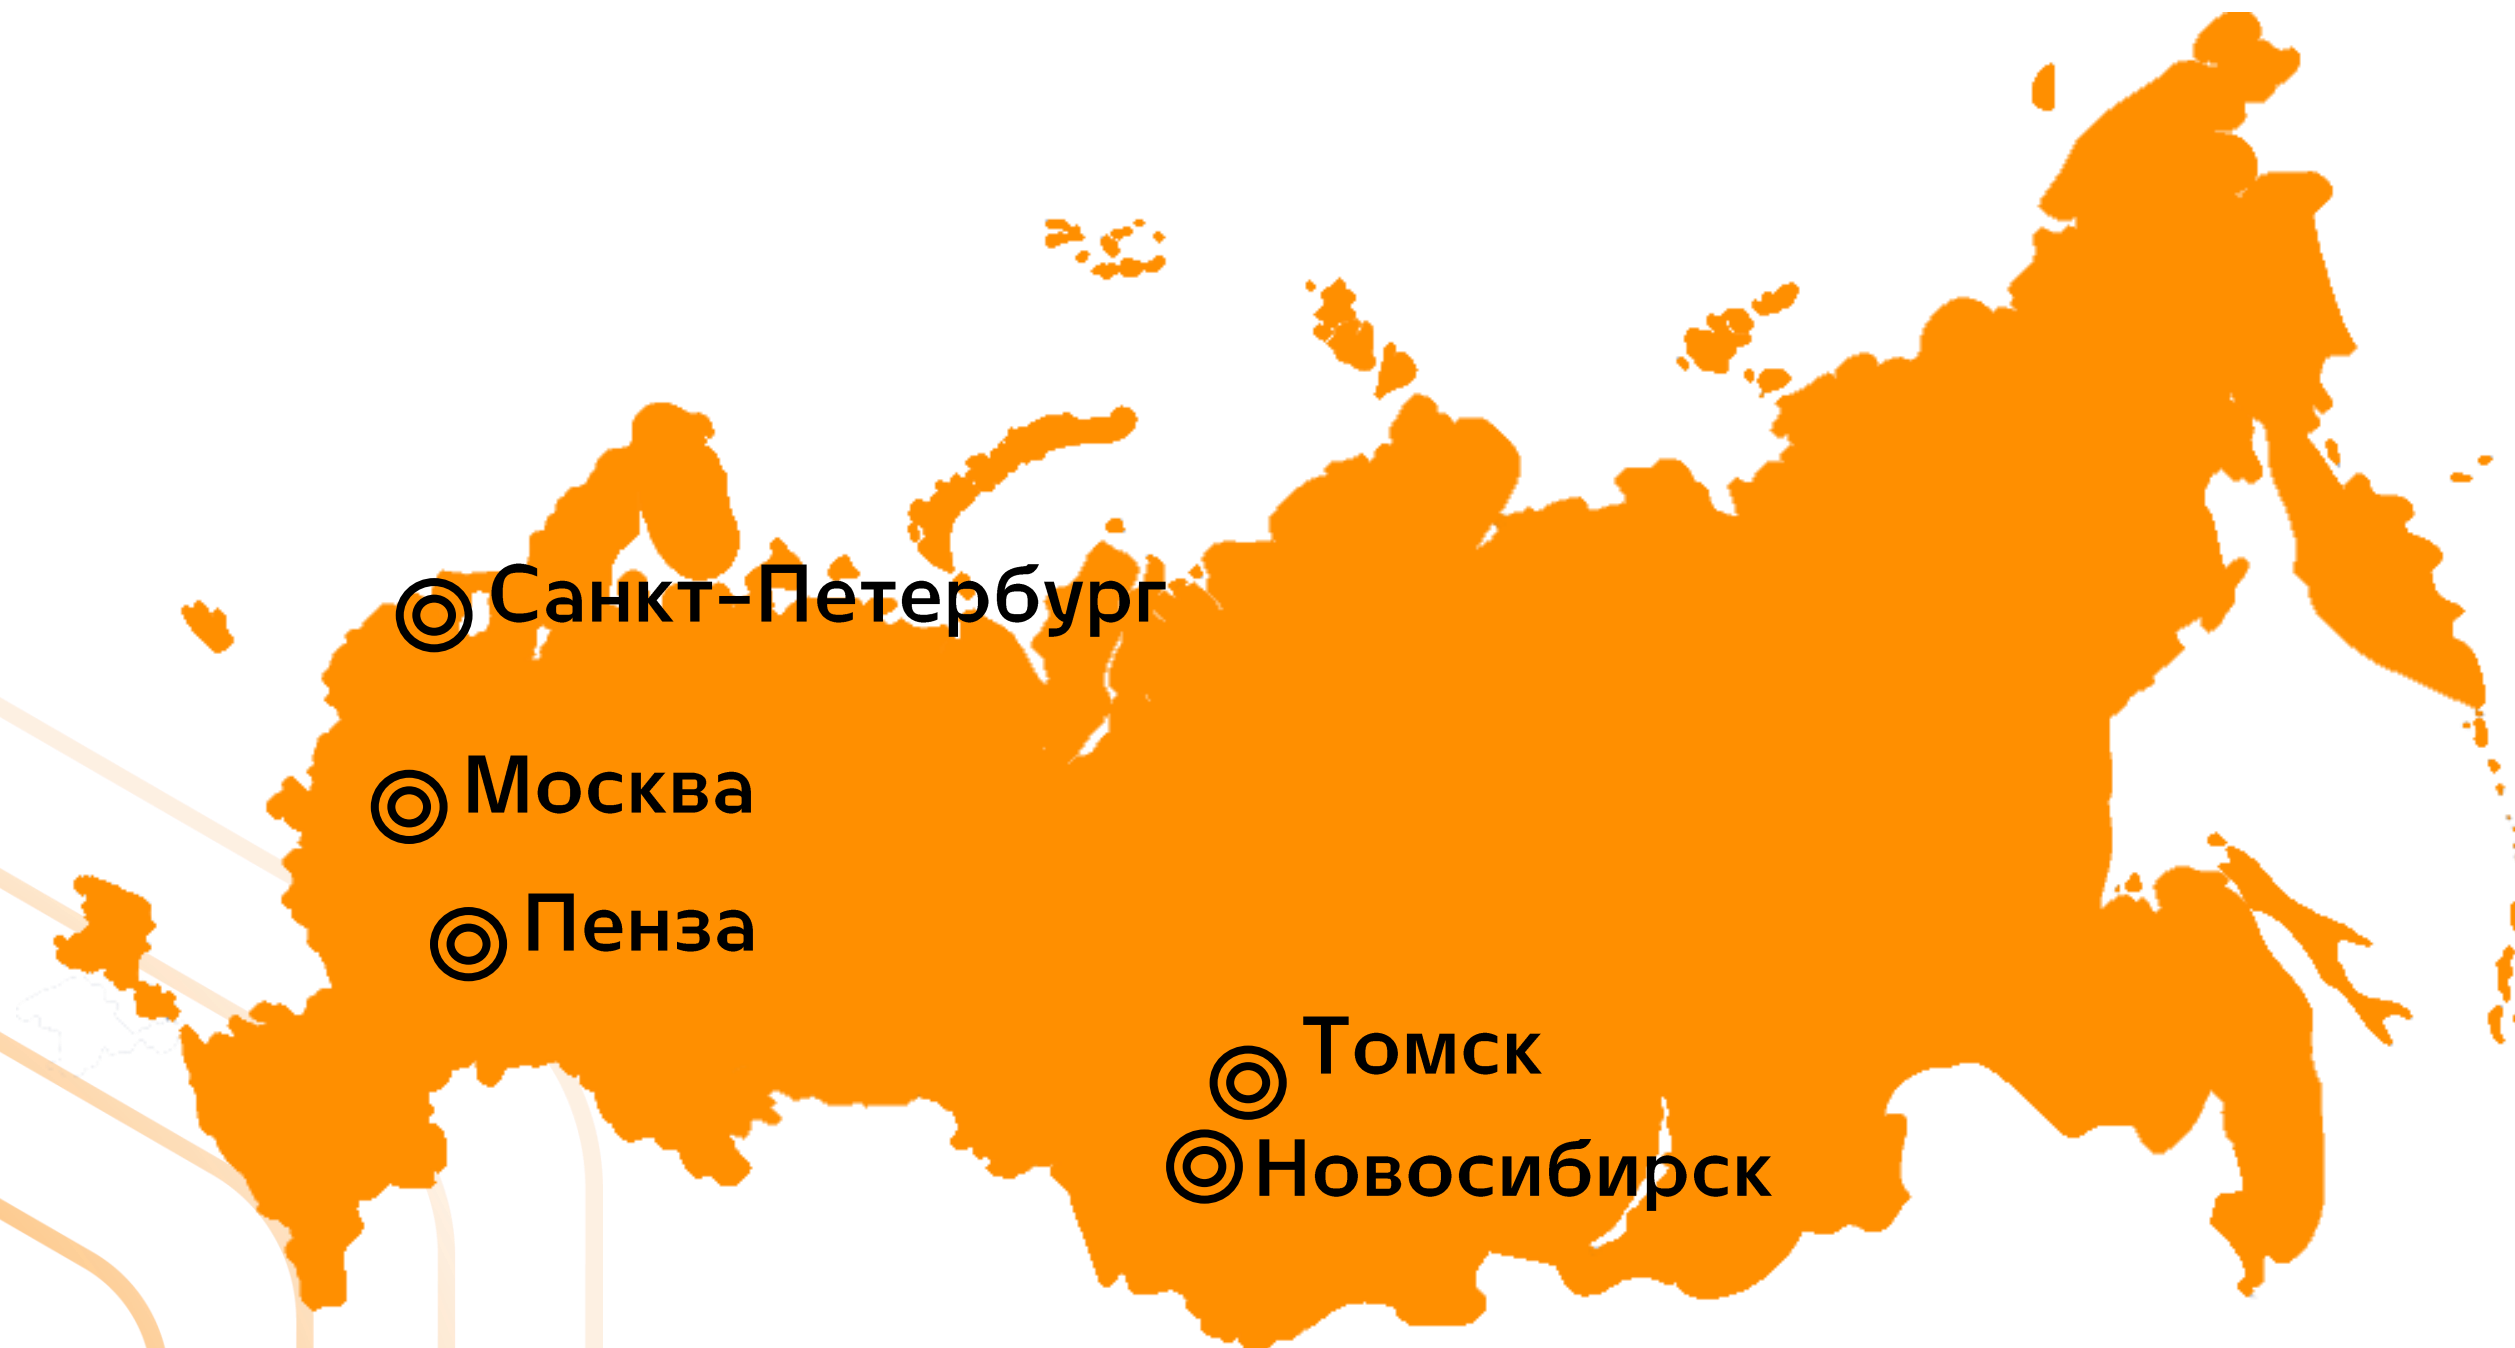 Санкт-Петербург
Москва
Пенза
Томск
Новосибирск